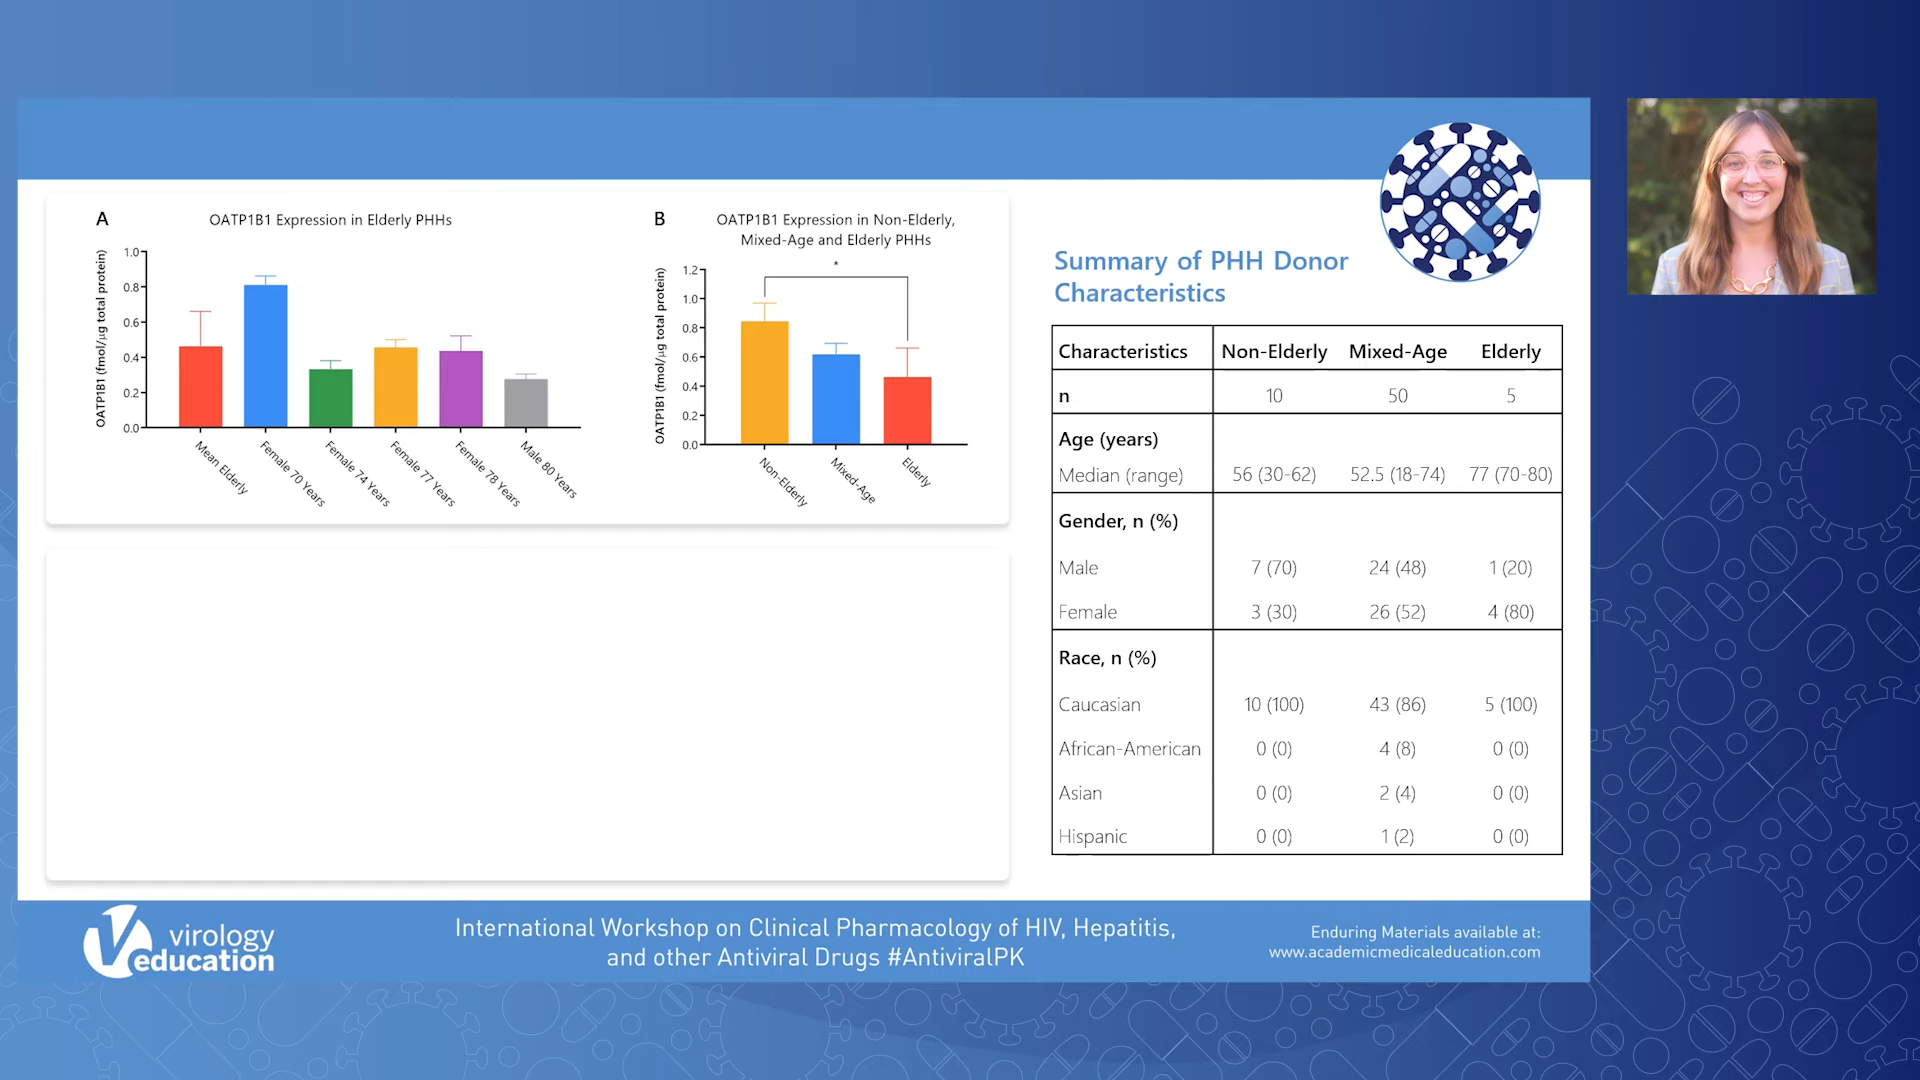 A
OATP1B1 Expression in Elderly PHHs
OATP1B1 (fmol/µg total protein)
1.0
0.8
0.6
0.4
0.2
0.0
Mean Elderly
Female 70 Years
Female 74 Years
Female 77 Years
Female 78 Years
Male 80 Years
B
OATP1B1 Expression in Non-Elderly,
Mixed-Age and Elderly PHHs
OATP1B1 (fmol/µg total protein)
1.2
1.0
0.8
0.6
0.4
0.2
0.0
*
Non-Elderly
Mixed-Age
Elderly
Summary of PHH Donor
Characteristics
Characteristics Non-Elderly Mixed-Age Elderly
n 10 50 5
Age (years)
Median (range) 56 (30-62) 52.5 (18-74) 77 (70-80)
Gender, n (%)
Male 7 (70) 24 (48) 1 (20)
Female 3 (30) 26 (52) 4 (80)
Race, n (%)
Caucasian 10 (100) 43 (86) 5 (100)
African-American 0 (0) 4 (8) 0 (0)
Asian 0 (0) 2 (4) 0 (0)
Hispanic 0 (0) 1 (2) 0 (0)
virology
education
International Workshop on Clinical Pharmacology of HIV, Hepatitis,
and other Antiviral Drugs #AntiviralPK
Enduring Materials available at:
www.academicmedicaleducation.com